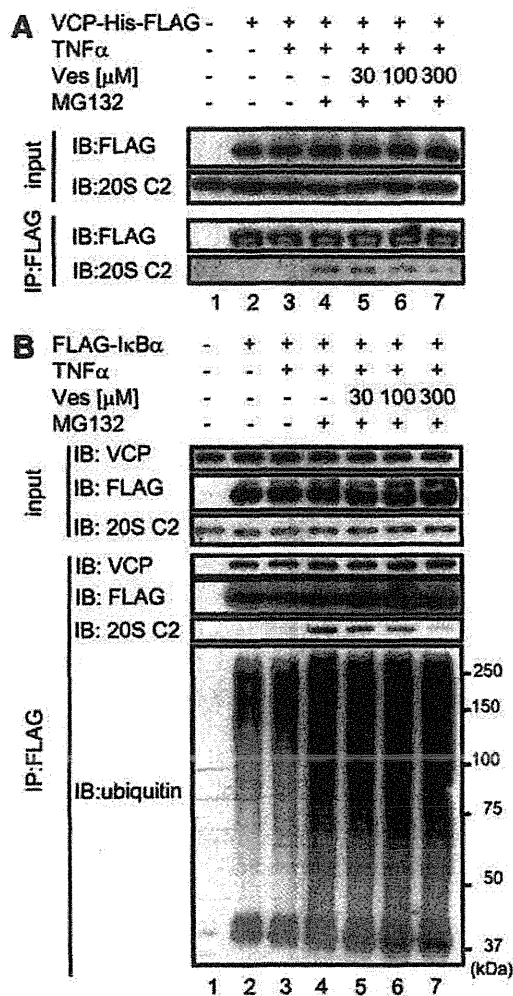 A VCP-His-FLAG - + + + + + +
TNFα - - + + + + +
Ves [μM] - - - - 30 100 300
MG132 - - - + + + +
input
IB:FLAG
IB:20S C2
IP:FLAG
IB:FLAG
IB:20S C2
1 2 3 4 5 6 7
B FLAG-IκBα - + + + + + +
TNFα - - + + + + +
Ves [μM] - - - - 30 100 300
MG132 - - - + + + +
input
IB: VCP
IB: FLAG
IB: 20S C2
IP:FLAG
IB: VCP
IB: FLAG
IB: 20S C2
IB:ubiquitin
250
150
100
75
50
37
(kDa)
1 2 3 4 5 6 7